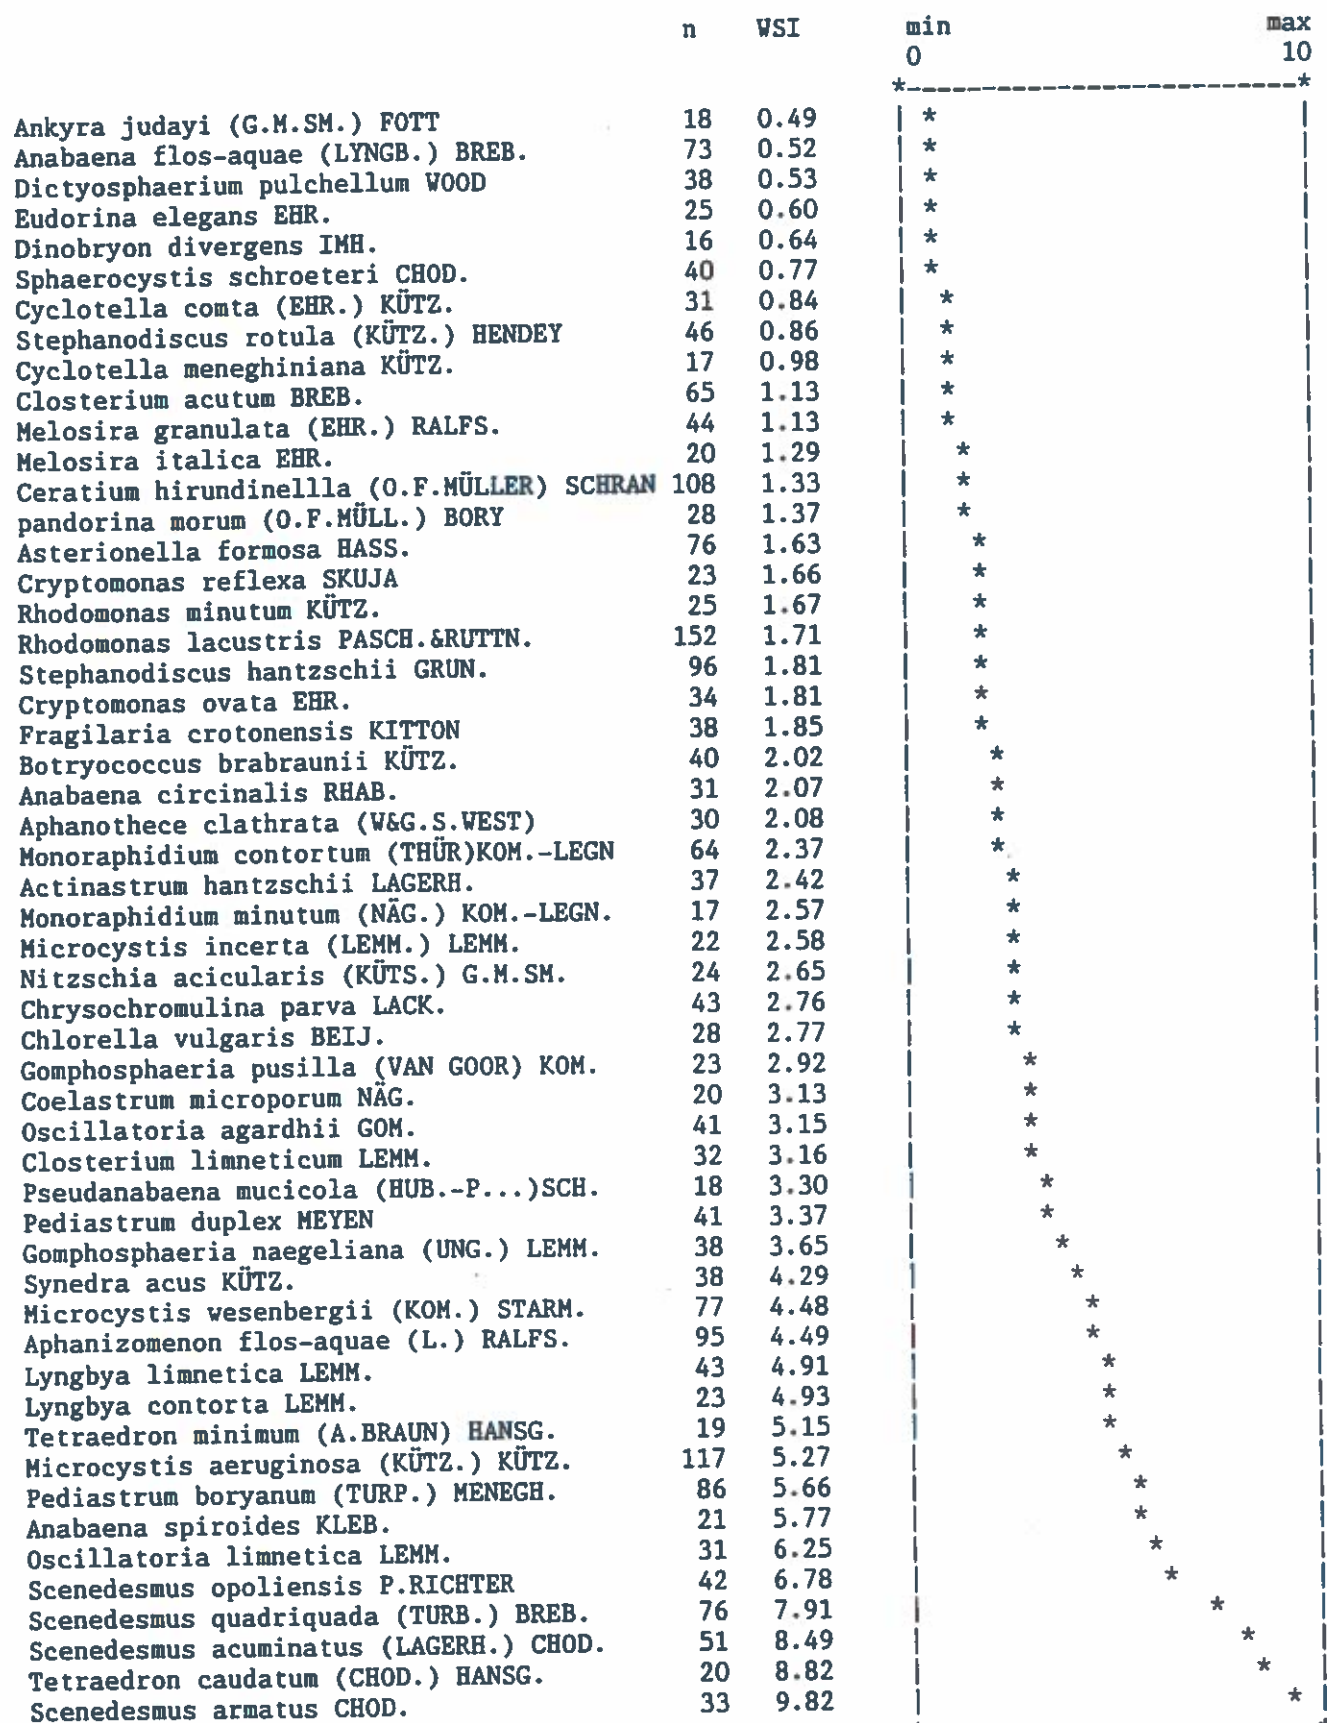 n WSI min max
0 10
*-------------------------*
Ankyra judayi (G.M.SM.) FOTT 18 0.49 *
Anabaena flos-aquae (LYNGB.) BREB. 73 0.52 *
Dictyosphaerium pulchellum WOOD 38 0.53 *
Eudorina elegans EHR. 25 0.60 *
Dinobryon divergens IMH. 16 0.64 *
Sphaerocystis schroeteri CHOD. 40 0.77 *
Cyclotella comta (EHR.) KÜTZ. 31 0.84 *
Stephanodiscus rotula (KÜTZ.) HENDEY 46 0.86 *
Cyclotella meneghiniana KÜTZ. 17 0.98 *
Closterium acutum BREB. 65 1.13 *
Melosira granulata (EHR.) RALFS. 44 1.13 *
Melosira italica EHR. 20 1.29 *
Ceratium hirundinellla (O.F.MÜLLER) SCHRAN 108 1.33 *
pandorina morum (O.F.MÜLL.) BORY 28 1.37 *
Asterionella formosa HASS. 76 1.63 *
Cryptomonas reflexa SKUJA 23 1.66 *
Rhodomonas minutum KÜTZ. 25 1.67 *
Rhodomonas lacustris PASCH.&RUTTN. 152 1.71 *
Stephanodiscus hantzschii GRUN. 96 1.81 *
Cryptomonas ovata EHR. 34 1.81 *
Fragilaria crotonensis KITTON 38 1.85 *
Botryococcus brabraunii KÜTZ. 40 2.02 *
Anabaena circinalis RHAB. 31 2.07 *
Aphanothece clathrata (W&G.S.WEST) 30 2.08 *
Monoraphidium contortum (THÜR)KOM.-LEGN 64 2.37 *
Actinastrum hantzschii LAGERH. 37 2.42 *
Monoraphidium minutum (NÄG.) KOM.-LEGN. 17 2.57 *
Microcystis incerta (LEMM.) LEMM. 22 2.58 *
Nitzschia acicularis (KÜTS.) G.M.SM. 24 2.65 *
Chrysochromulina parva LACK. 43 2.76 *
Chlorella vulgaris BEIJ. 28 2.77 *
Gomphosphaeria pusilla (VAN GOOR) KOM. 23 2.92 *
Coelastrum microporum NÄG. 20 3.13 *
Oscillatoria agardhii GOM. 41 3.15 *
Closterium limneticum LEMM. 32 3.16 *
Pseudanabaena mucicola (HUB.-P...)SCH. 18 3.30 *
Pediastrum duplex MEYEN 41 3.37 *
Gomphosphaeria naegeliana (UNG.) LEMM. 38 3.65 *
Synedra acus KÜTZ. 38 4.29 *
Microcystis wesenbergii (KOM.) STARM. 77 4.48 *
Aphanizomenon flos-aquae (L.) RALFS. 95 4.49 *
Lyngbya limnetica LEMM. 43 4.91 *
Lyngbya contorta LEMM. 23 4.93 *
Tetraedron minimum (A.BRAUN) HANSG. 19 5.15 *
Microcystis aeruginosa (KÜTZ.) KÜTZ. 117 5.27 *
Pediastrum boryanum (TURP.) MENEGH. 86 5.66 *
Anabaena spiroides KLEB. 21 5.77 *
Oscillatoria limnetica LEMM. 31 6.25 *
Scenedesmus opoliensis P.RICHTER 42 6.78 *
Scenedesmus quadriquada (TURB.) BREB. 76 7.91 *
Scenedesmus acuminatus (LAGERH.) CHOD. 51 8.49 *
Tetraedron caudatum (CHOD.) HANSG. 20 8.82 *
Scenedesmus armatus CHOD. 33 9.82 *